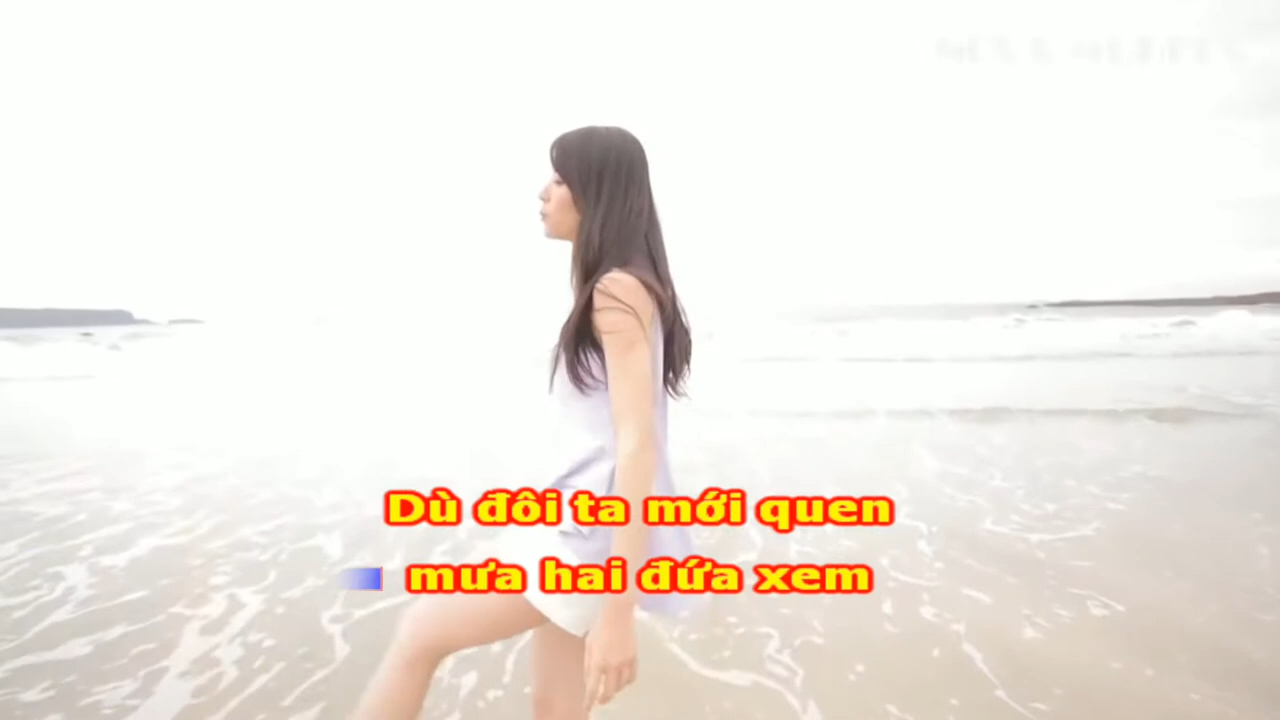 Dù đôi ta mới quen
mưa hai đứa xem